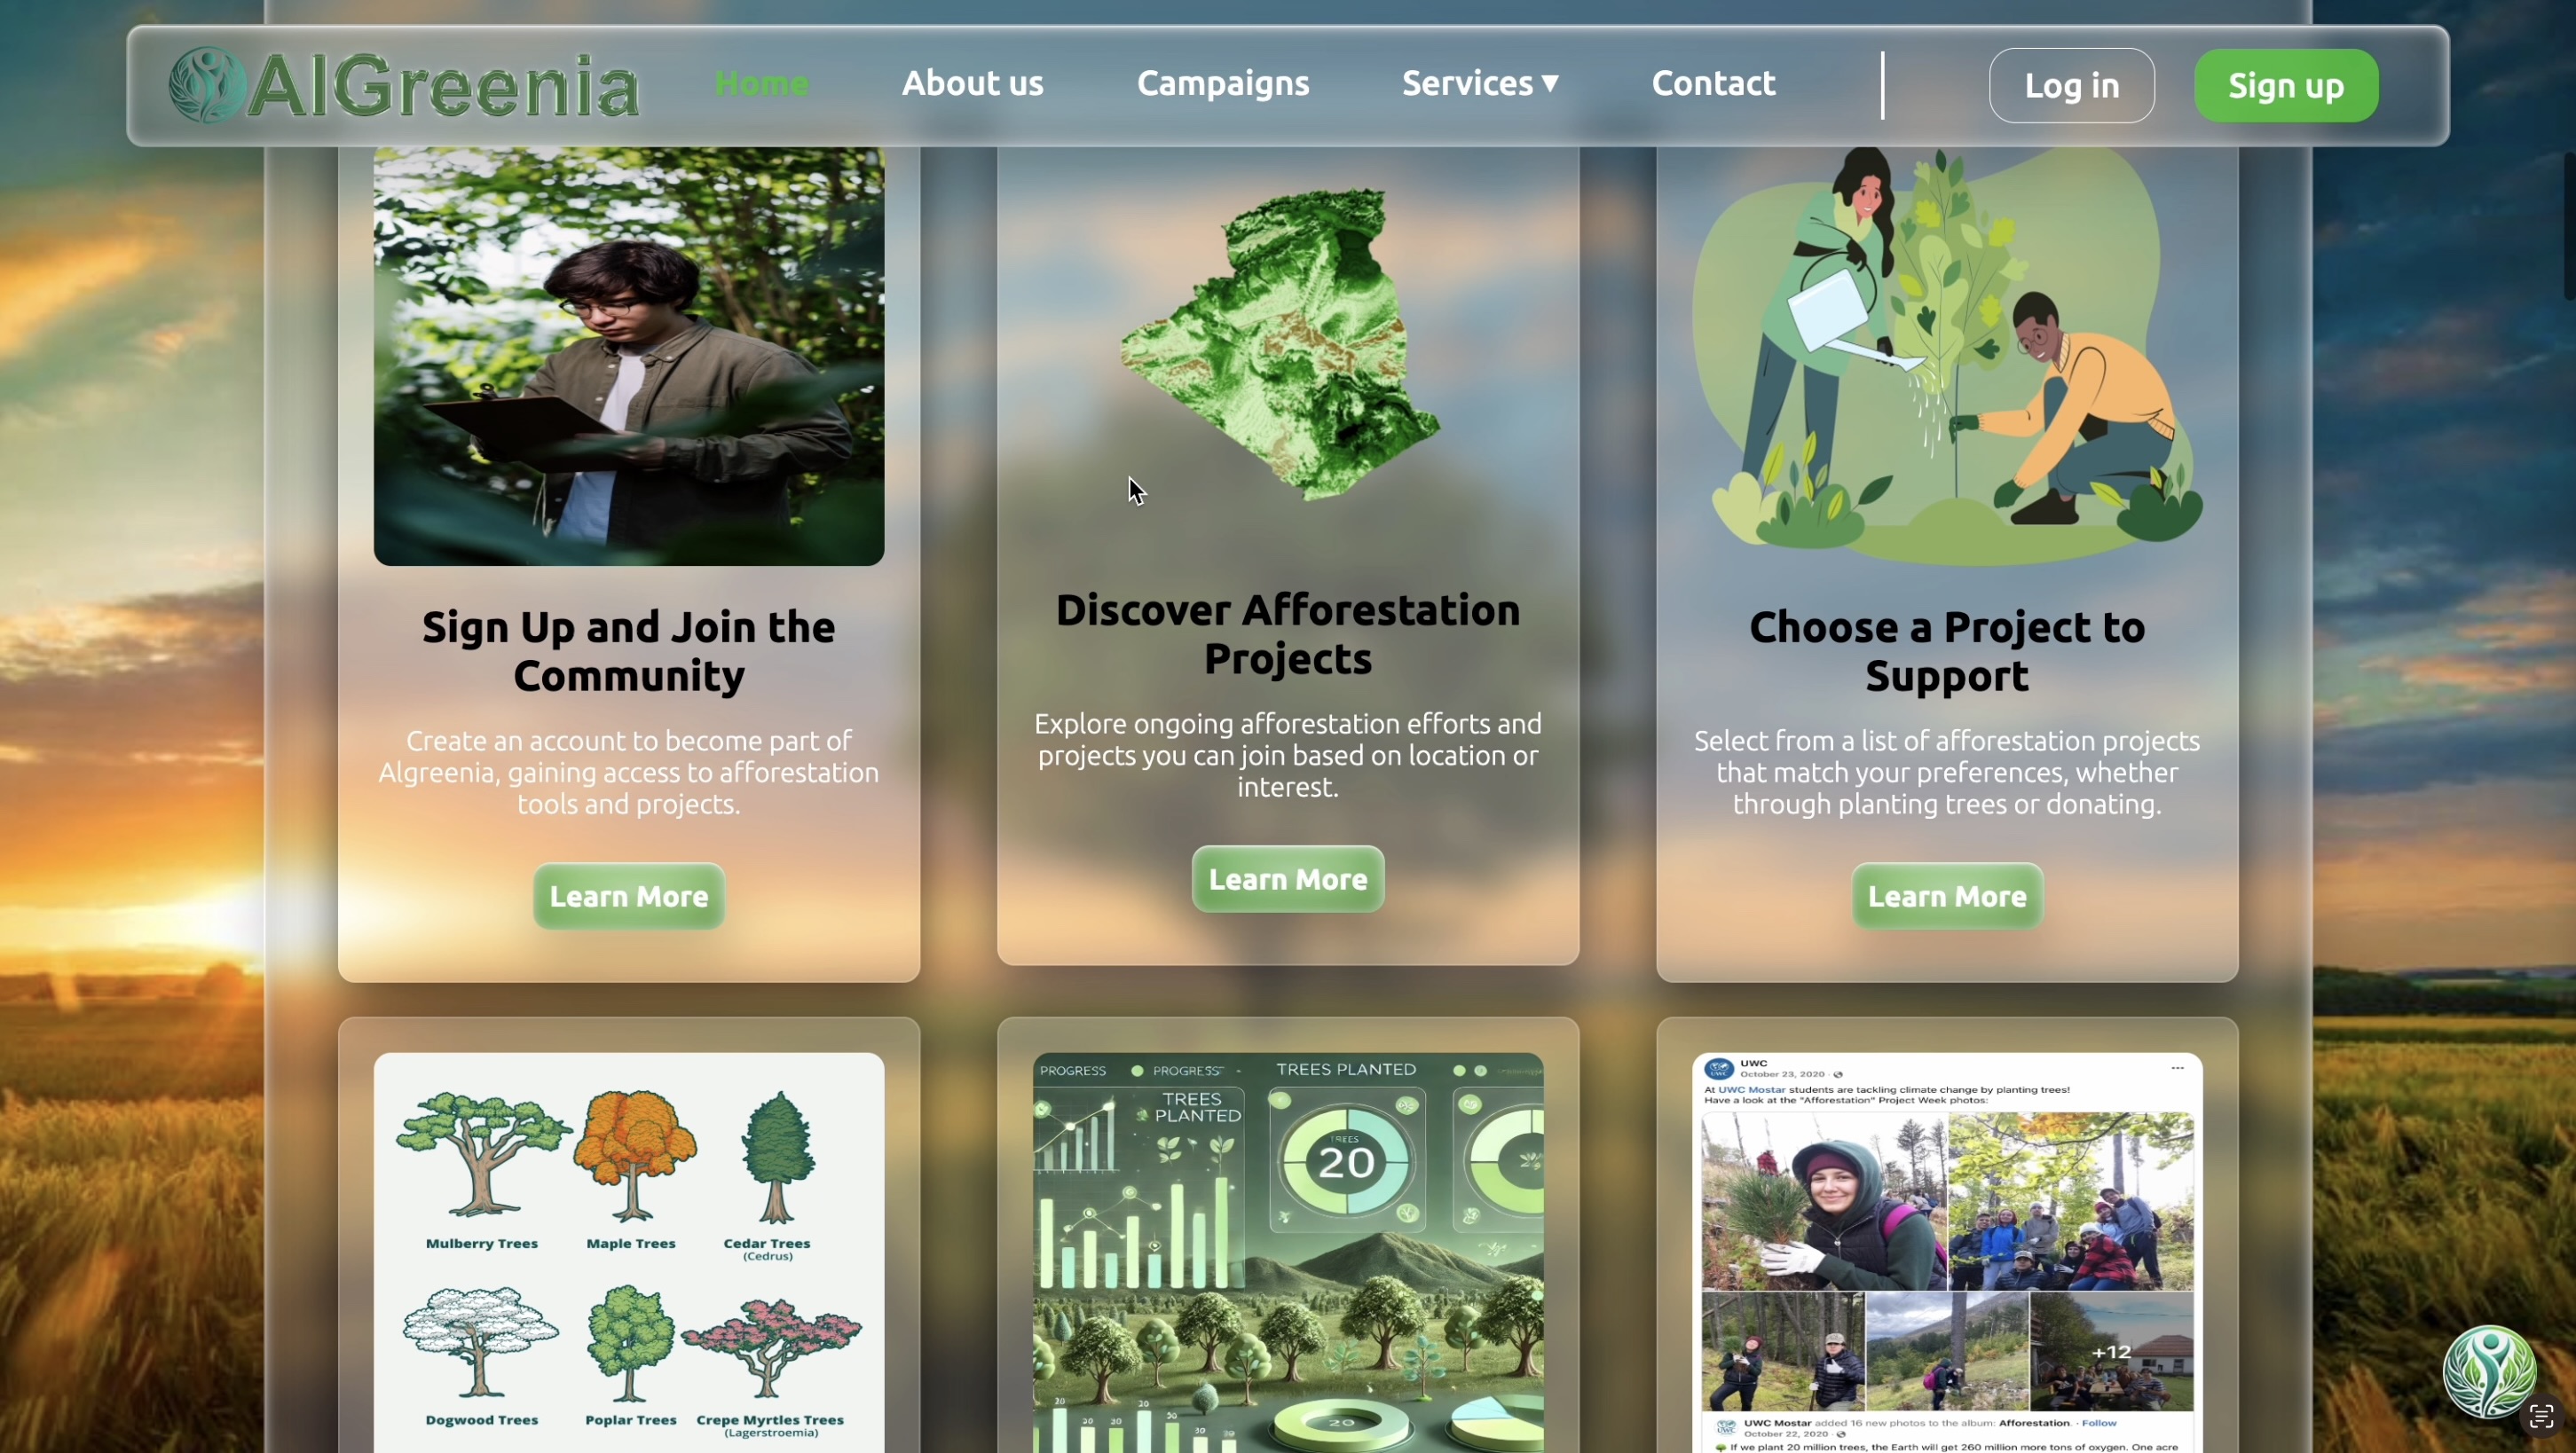 AlGreenia
Home
About us
Campaigns
Services ▼
Contact
Log in
Sign up
Sign Up and Join the
Community
Create an account to become part of
Algreenia, gaining access to afforestation
tools and projects.
Learn More
Discover Afforestation
Projects
Explore ongoing afforestation efforts and
projects you can join based on location or
interest.
Learn More
Choose a Project to
Support
Select from a list of afforestation projects
that match your preferences, whether
through planting trees or donating.
Learn More
Mulberry Trees
Maple Trees
Cedar Trees
(Cedrus)
Dogwood Trees
Poplar Trees
Crepe Myrtles Trees
(Lagerstroemia)
PROGRESS
TREES PLANTED
TREES
PLANTED
TREES
20
20
20
20
20
30
UWC
October 23, 2020
At UWC Mostar students are tackling climate change by planting trees!
Have a look at the "Afforestation" Project Week photos:
+12
UWC Mostar added 16 new photos to the album: Afforestation. · Follow
October 22, 2020
If we plant 20 million trees, the Earth will get 260 million more tons of oxygen. One acre